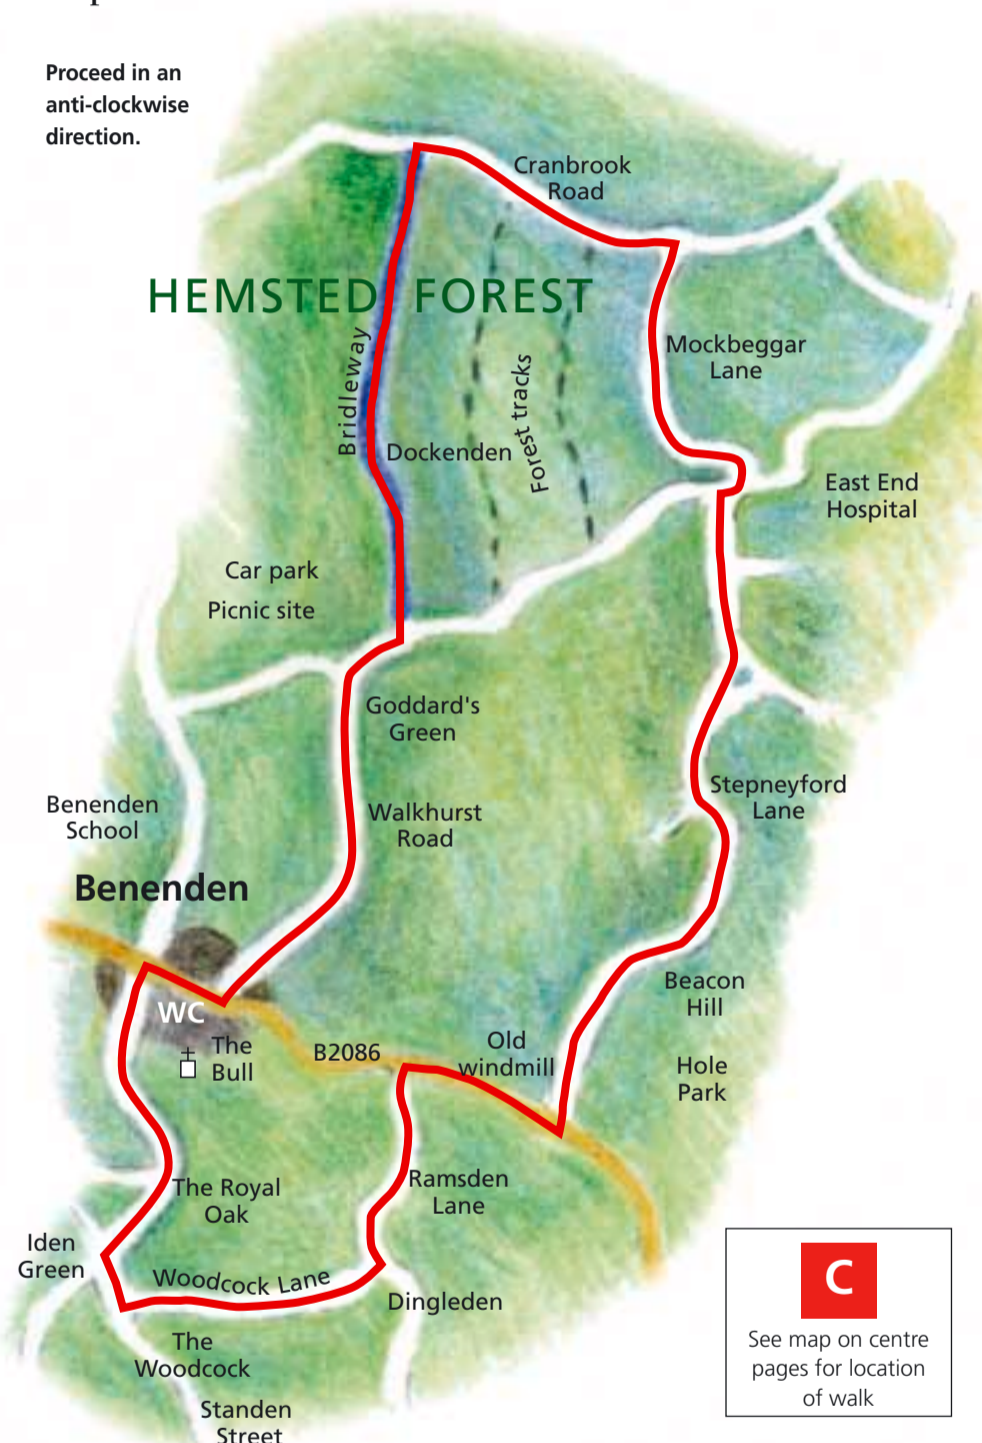 Proceed in an
anti-clockwise
direction.
Cranbrook
Road
HEMSTED FOREST
Mockbeggar
Lane
Bridleway
Forest tracks
Dockenden
East End
Hospital
Car park
Picnic site
Goddard's
Green
Stepneyford
Lane
Benenden
School
Walkhurst
Road
Benenden
Beacon
Hill
WC
The
Bull
B2086
Old
windmill
Hole
Park
The Royal
Oak
Ramsden
Lane
Iden
Green
Woodcock Lane
Dingleden
The
Woodcock
Standen
Street
C
See map on centre
pages for location
of walk